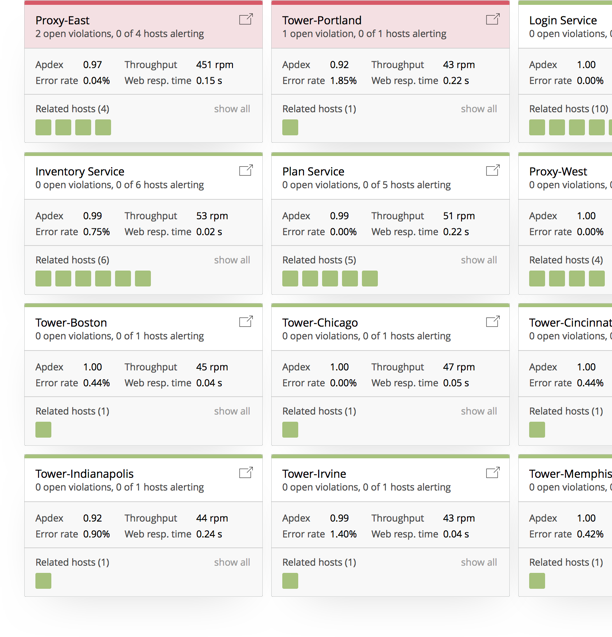 Proxy-East
2 open violations, 0 of 4 hosts alerting
Apdex 0.97 Throughput 451 rpm
Error rate 0.04% Web resp. time 0.15 s
Related hosts (4) show all
Tower-Portland
1 open violation, 0 of 1 hosts alerting
Apdex 0.92 Throughput 43 rpm
Error rate 1.85% Web resp. time 0.22 s
Related hosts (1) show all
Login Service
0 open violations,
Apdex 1.00
Error rate 0.00%
Related hosts (10)
Inventory Service
0 open violations, 0 of 6 hosts alerting
Apdex 0.99 Throughput 53 rpm
Error rate 0.75% Web resp. time 0.02 s
Related hosts (6) show all
Plan Service
0 open violations, 0 of 5 hosts alerting
Apdex 0.99 Throughput 51 rpm
Error rate 0.00% Web resp. time 0.22 s
Related hosts (5) show all
Proxy-West
0 open violations,
Apdex 1.00
Error rate 0.00%
Related hosts (4)
Tower-Boston
0 open violations, 0 of 1 hosts alerting
Apdex 1.00 Throughput 45 rpm
Error rate 0.44% Web resp. time 0.04 s
Related hosts (1) show all
Tower-Chicago
0 open violations, 0 of 1 hosts alerting
Apdex 1.00 Throughput 47 rpm
Error rate 0.00% Web resp. time 0.05 s
Related hosts (1) show all
Tower-Cincinnat
0 open violations,
Apdex 1.00
Error rate 0.44%
Related hosts (1)
Tower-Indianapolis
0 open violations, 0 of 1 hosts alerting
Apdex 0.92 Throughput 44 rpm
Error rate 0.90% Web resp. time 0.24 s
Related hosts (1) show all
Tower-Irvine
0 open violations, 0 of 1 hosts alerting
Apdex 0.99 Throughput 43 rpm
Error rate 1.40% Web resp. time 0.04 s
Related hosts (1) show all
Tower-Memphis
0 open violations,
Apdex 1.00
Error rate 0.42%
Related hosts (1)